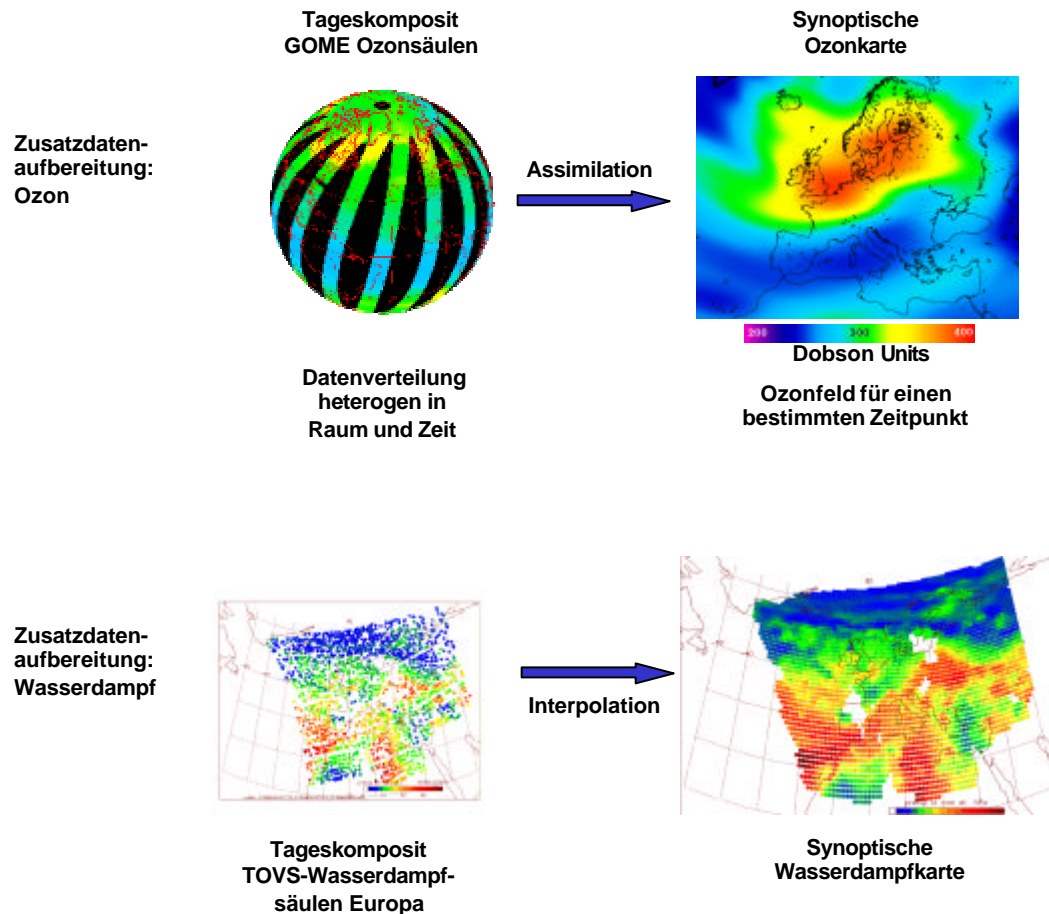 Tageskomposit
GOME Ozonsäulen
Synoptische
Ozonkarte
Zusatzdaten-
aufbereitung:
Ozon
Assimilation
200 300 400
Dobson Units
Datenverteilung
heterogen in
Raum und Zeit
Ozonfeld für einen
bestimmten Zeitpunkt
Zusatzdaten-
aufbereitung:
Wasserdampf
Interpolation
Tageskomposit
TOVS-Wasserdampf-
säulen Europa
Synoptische
Wasserdampfkarte